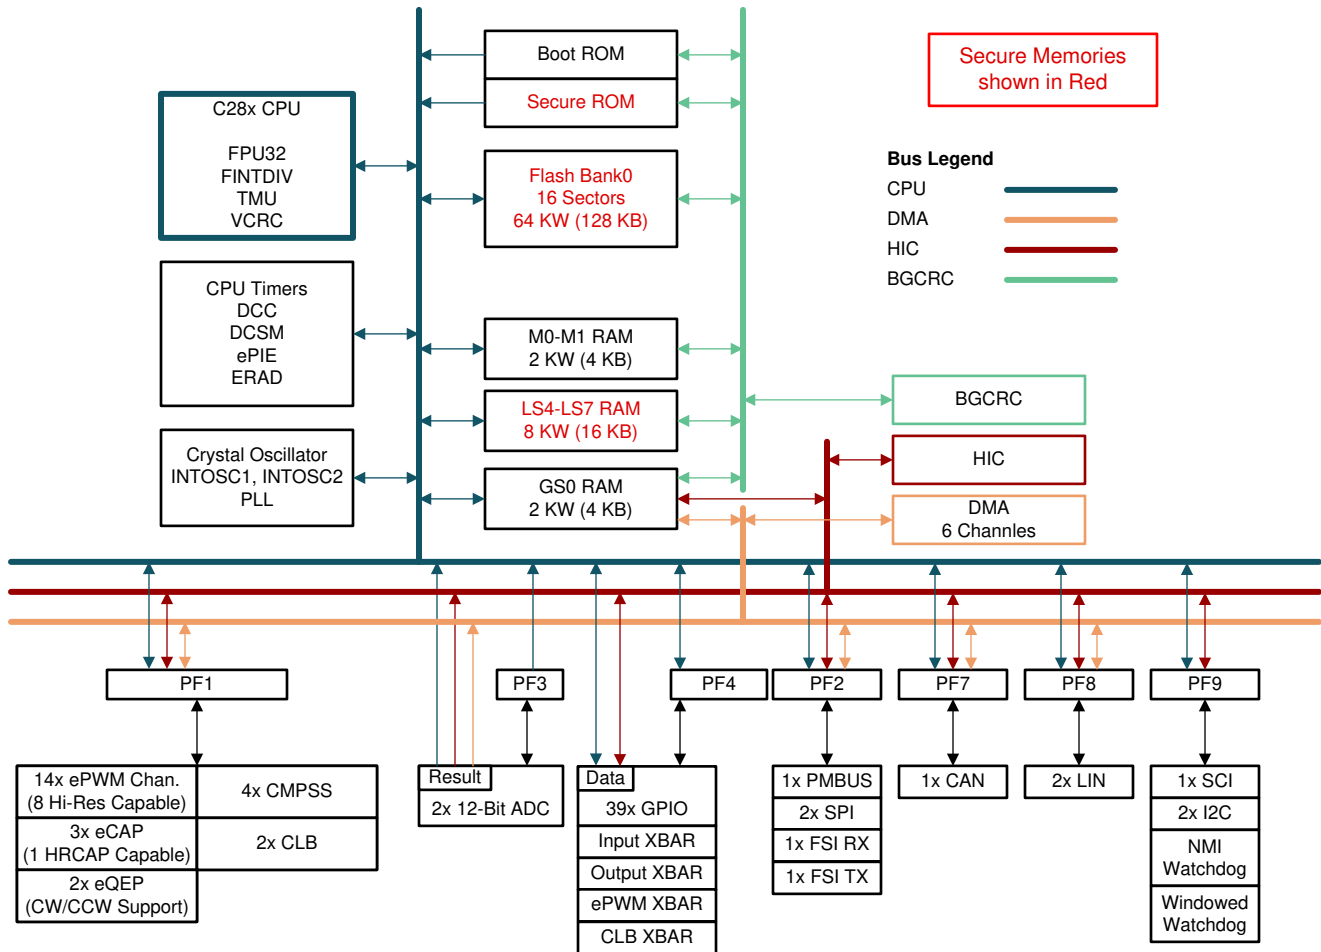 Boot ROM
Secure ROM
Flash Bank0
16 Sectors
64 KW (128 KB)
M0-M1 RAM
2 KW (4 KB)
LS4-LS7 RAM
8 KW (16 KB)
GS0 RAM
2 KW (4 KB)
C28x CPU
FPU32
FINTDIV
TMU
VCRC
CPU Timers
DCC
DCSM
ePIE
ERAD
Crystal Oscillator
INTOSC1, INTOSC2
PLL
Secure Memories
shown in Red
Bus Legend
CPU
DMA
HIC
BGCRC
BGCRC
HIC
DMA
6 Channles
PF1
PF3
PF4
PF2
PF7
PF8
PF9
14x ePWM Chan.
(8 Hi-Res Capable)
4x CMPSS
3x eCAP
(1 HRCAP Capable)
2x CLB
2x eQEP
(CW/CCW Support)
Result
2x 12-Bit ADC
Data
39x GPIO
Input XBAR
Output XBAR
ePWM XBAR
CLB XBAR
1x PMBUS
2x SPI
1x FSI RX
1x FSI TX
1x CAN
2x LIN
1x SCI
2x I2C
NMI
Watchdog
Windowed
Watchdog